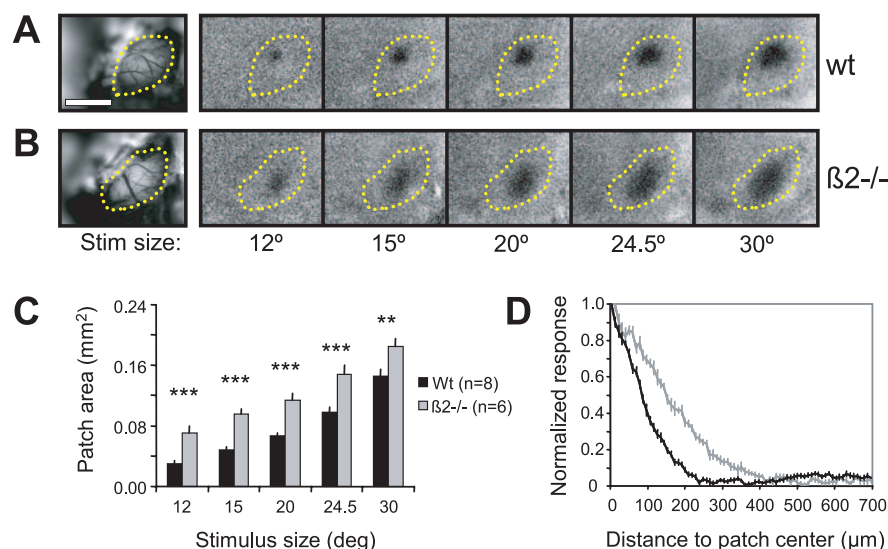 A
wt
B
ß2-/-
Stim size: 12º 15º 20º 24.5º 30º
C
Patch area (mm2)
0.24
0.16
0.08
0.00
***
***
***
***
**
Wt (n=8)
ß2-/- (n=6)
12 15 20 24.5 30
Stimulus size (deg)
D
Normalized response
1.0
0.8
0.6
0.4
0.2
0
0 100 200 300 400 500 600 700
Distance to patch center (µm)